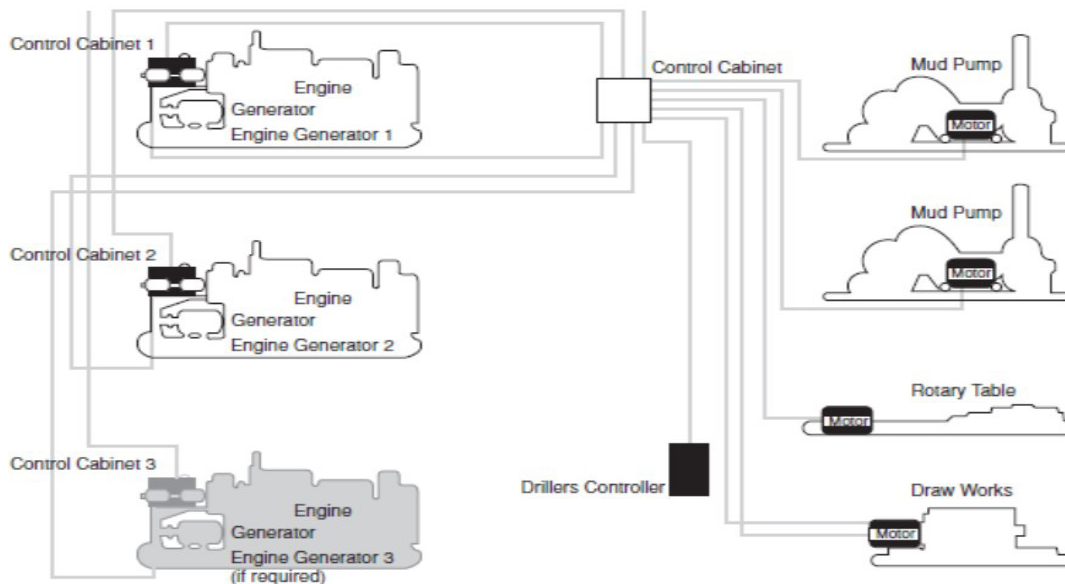 Control Cabinet 1
Engine
Generator
Engine Generator 1
Control Cabinet
Mud Pump
Motor
Mud Pump
Motor
Control Cabinet 2
Engine
Generator
Engine Generator 2
Rotary Table
Motor
Control Cabinet 3
Engine
Generator
Engine Generator 3
(if required)
Drillers Controller
Draw Works
Motor